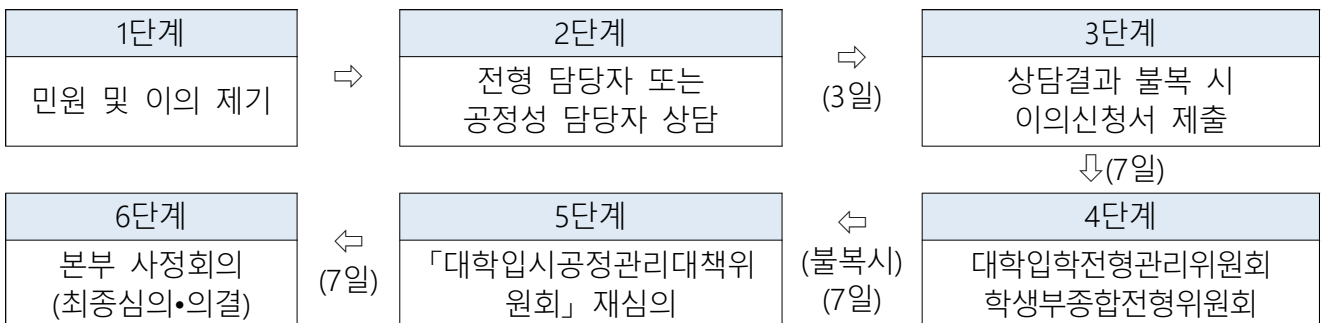 1단계
민원 및 이의 제기
⇨
2단계
전형 담당자 또는
공정성 담당자 상담
⇨
(3일)
3단계
상담결과 불복 시
이의신청서 제출
⇩(7일)
4단계
대학입학전형관리위원회
학생부종합전형위원회
⇦
(불복시)
(7일)
5단계
「대학입시공정관리대책위
원회」 재심의
⇦
(7일)
6단계
본부 사정회의
(최종심의•의결)